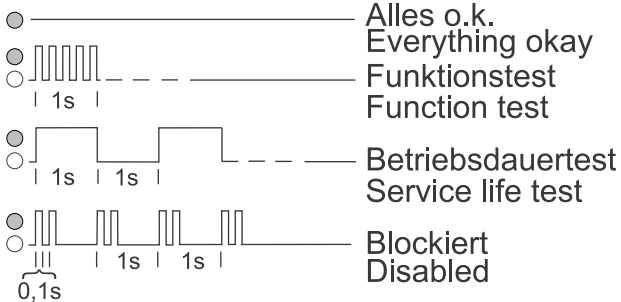 Alles o.k.
Everything okay
Funktionstest
1s
Function test
Betriebsdauertest
1s 1s
Service life test
Blockiert
1s 1s
Disabled
0,1s